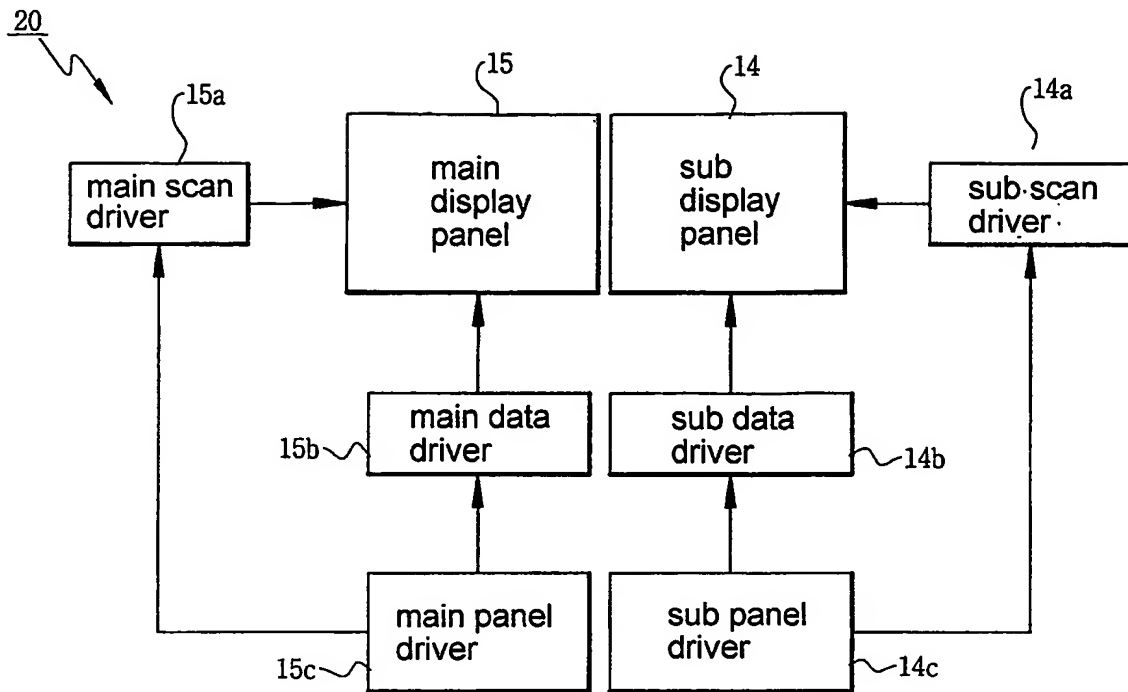 20
15a
15
14
14a
main scan
driver
main
display
panel
sub
display
panel
sub scan
driver
main data
driver
15b
sub data
driver
14b
main panel
driver
15c
sub panel
driver
14c